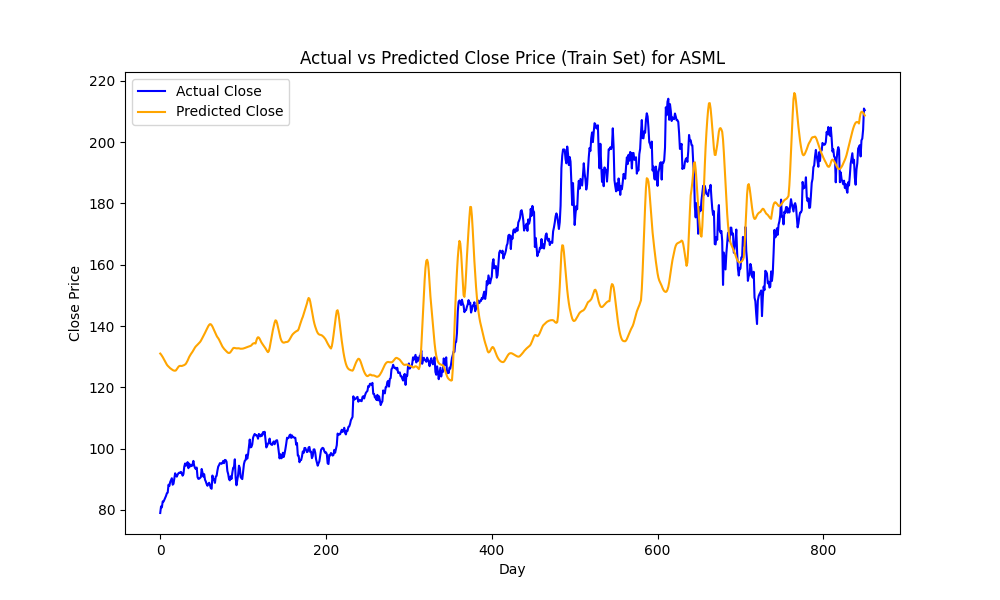 Actual vs Predicted Close Price (Train Set) for ASML
Actual Close
Predicted Close
Close Price
220
200
180
160
140
120
100
80
0 200 400 600 800
Day